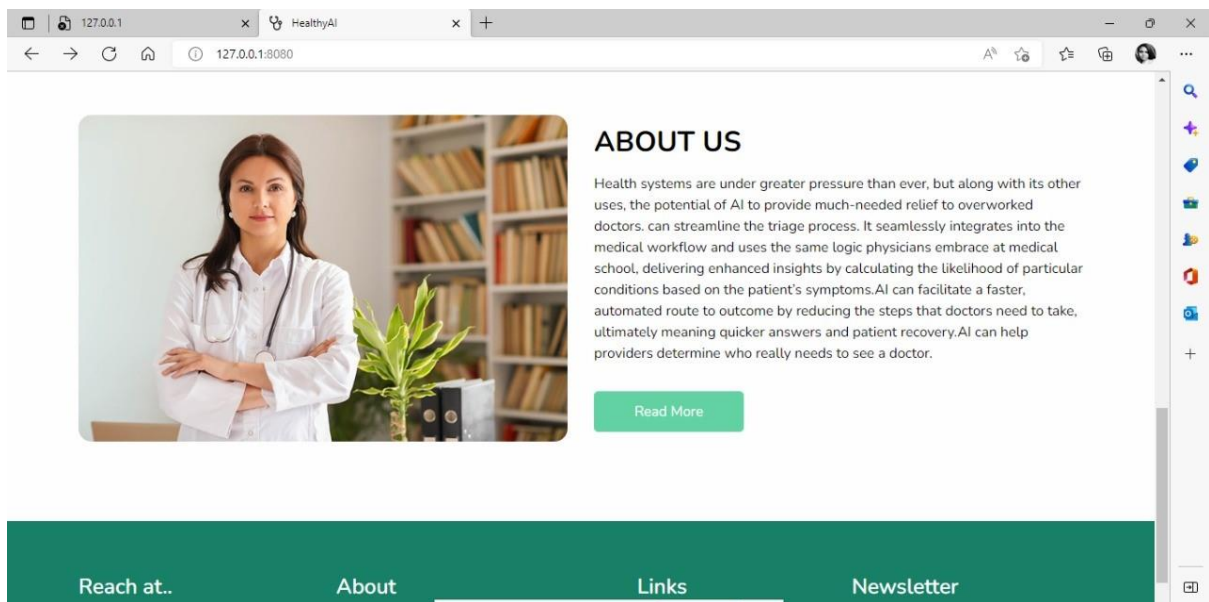 127.0.0.1
HealthyAI
127.0.0.1:8080
ABOUT US
Health systems are under greater pressure than ever, but along with its other
uses, the potential of AI to provide much-needed relief to overworked
doctors. can streamline the triage process. It seamlessly integrates into the
medical workflow and uses the same logic physicians embrace at medical
school, delivering enhanced insights by calculating the likelihood of particular
conditions based on the patient's symptoms.AI can facilitate a faster,
automated route to outcome by reducing the steps that doctors need to take,
ultimately meaning quicker answers and patient recovery.AI can help
providers determine who really needs to see a doctor.
Read More
Reach at..
About
Links
Newsletter